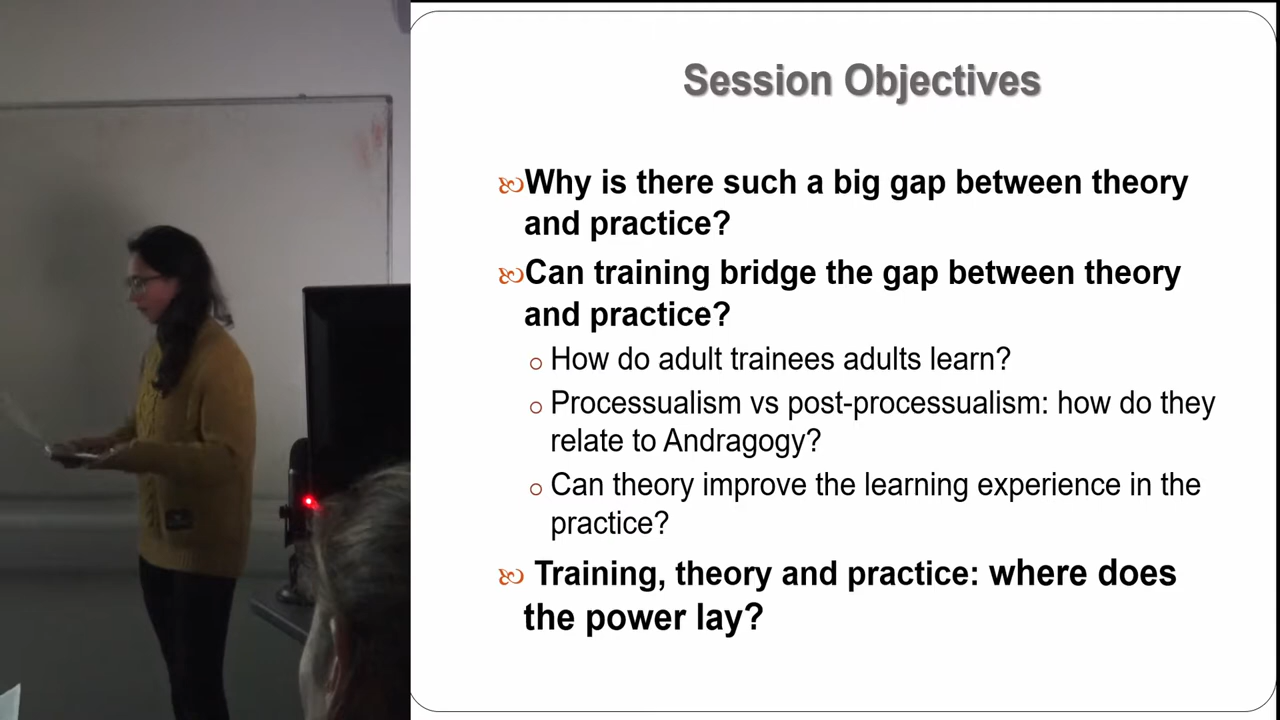 Session Objectives
Why is there such a big gap between theory
and practice?
Can training bridge the gap between theory
and practice?
How do adult trainees adults learn?
Processualism vs post-processualism: how do they
relate to Andragogy?
Can theory improve the learning experience in the
practice?
Training, theory and practice: where does
the power lay?